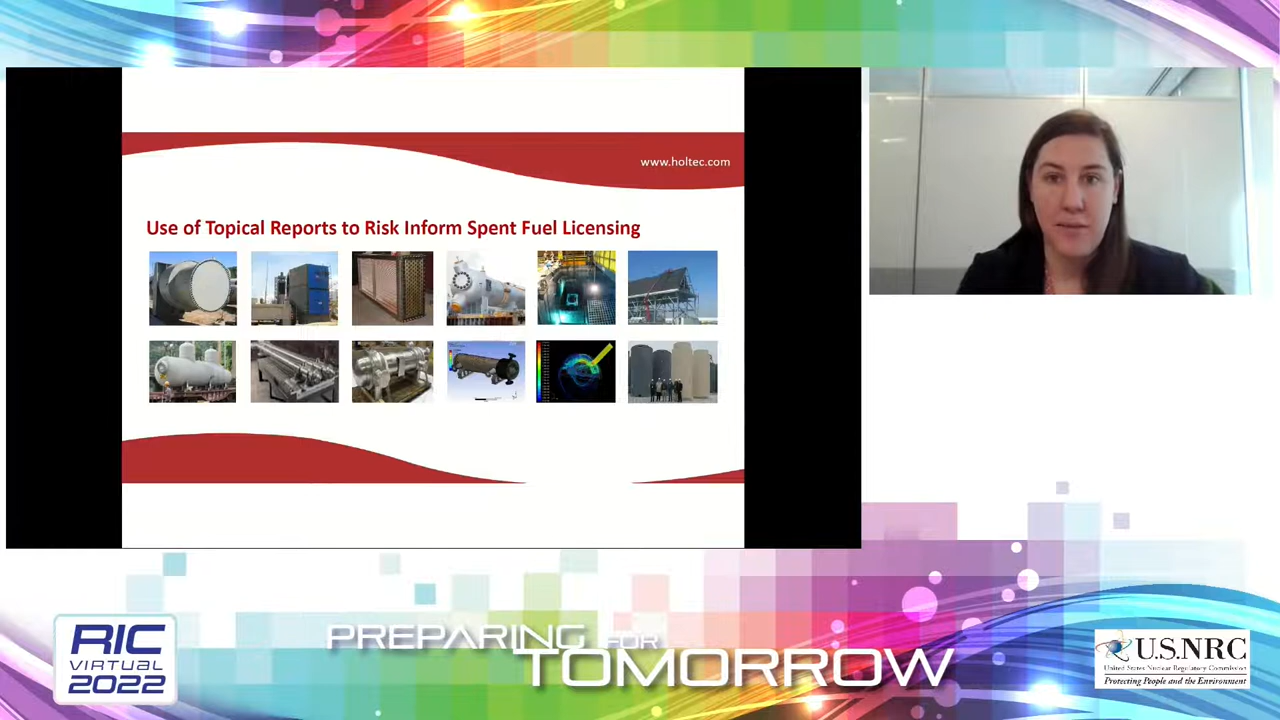 www.holtec.com
Use of Topical Reports to Risk Inform Spent Fuel Licensing
RIC
VIRTUAL
2022
PREPARING FOR
TOMORROW
U.S.NRC
United States Nuclear Regulatory Commission
Protecting People and the Environment